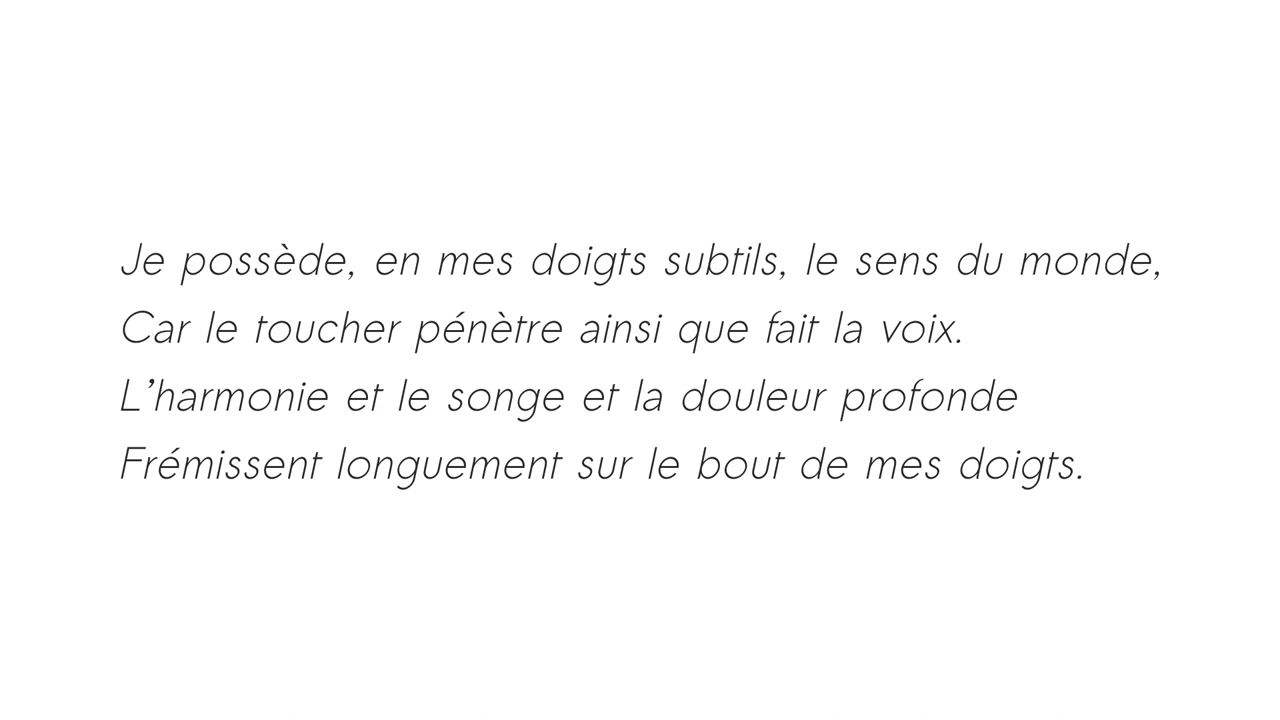 Je possède, en mes doigts subtils, le sens du monde,
Car le toucher pénètre ainsi que fait la voix.
L’harmonie et le songe et la douleur profonde
Frémissent longuement sur le bout de mes doigts.